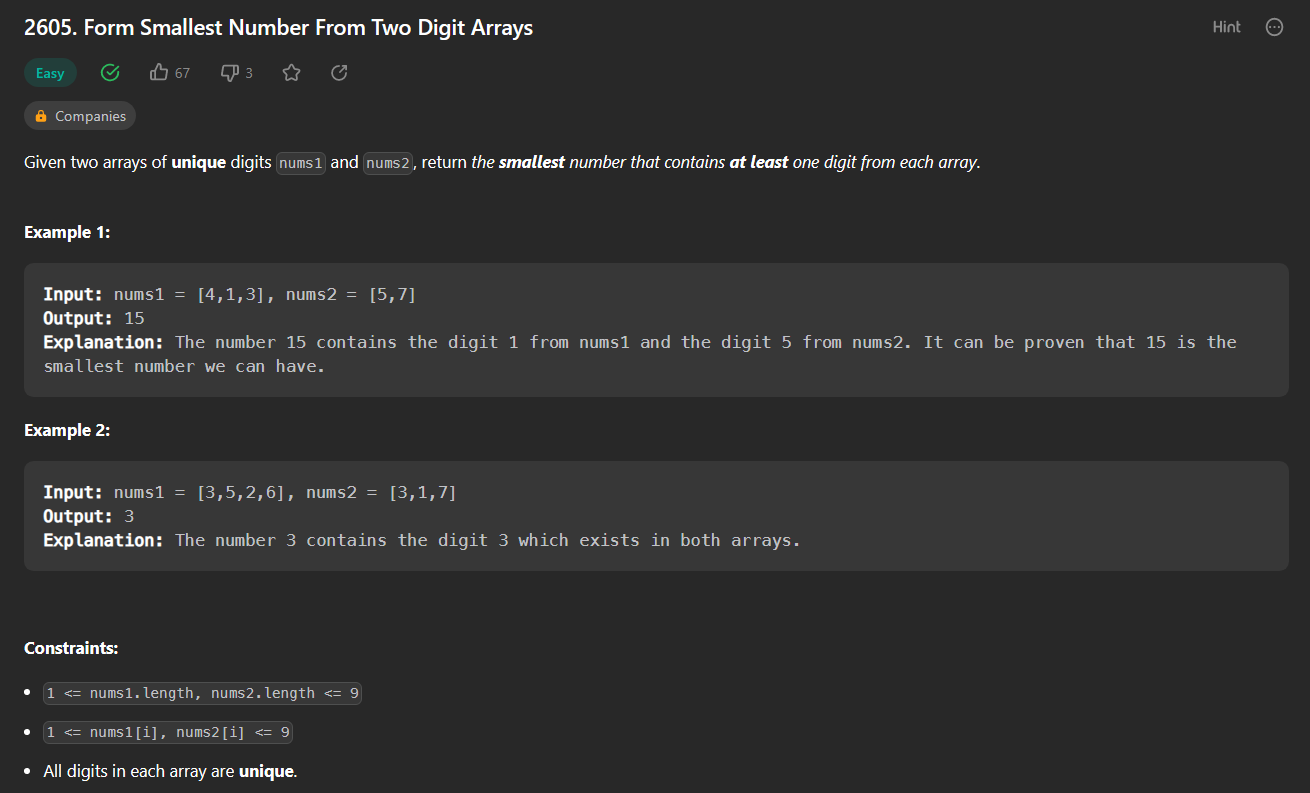 2605. Form Smallest Number From Two Digit Arrays
Hint
Easy
67
3
Companies
Given two arrays of unique digits nums1 and nums2, return the smallest number that contains at least one digit from each array.
Example 1:
Input: nums1 = [4,1,3], nums2 = [5,7]
Output: 15
Explanation: The number 15 contains the digit 1 from nums1 and the digit 5 from nums2. It can be proven that 15 is the
smallest number we can have.
Example 2:
Input: nums1 = [3,5,2,6], nums2 = [3,1,7]
Output: 3
Explanation: The number 3 contains the digit 3 which exists in both arrays.
Constraints:
• 1 <= nums1.length, nums2.length <= 9
• 1 <= nums1[i], nums2[i] <= 9
• All digits in each array are unique.